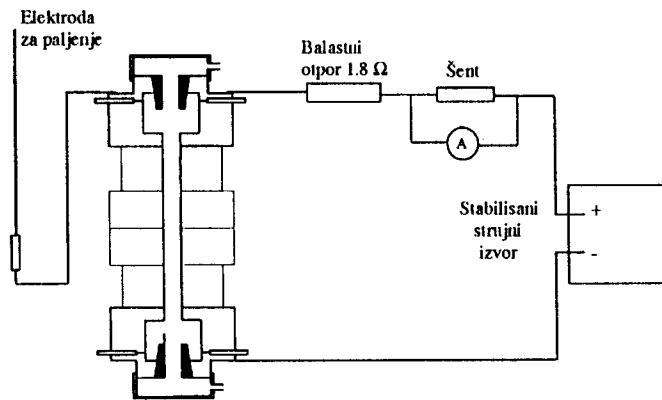 Elektroda
za paljenje
Balastni
otpor 1.8 Ω
Šent
A
Stabilisani
strujni
izvor
+
-